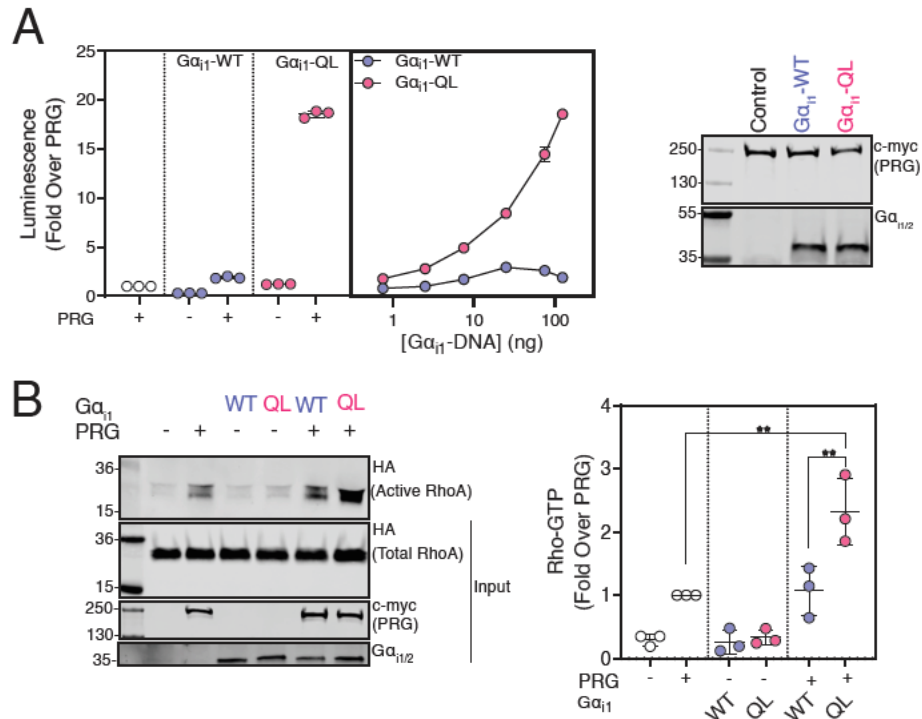 A
Luminescence
(Fold Over PRG)
25
20
15
10
5
0
Gαi1-WT
Gαi1-QL
PRG
+ - + - +
Gαi1-WT
Gαi1-QL
1 10 100
[Gαi1-DNA] (ng)
Control
Gαi1-WT
Gαi1-QL
250
130
c-myc
(PRG)
55
35
Gαi1/2
B
Gαi1 WT QL WT QL
PRG - + - - + +
36
15
HA
(Active RhoA)
36
15
HA
(Total RhoA)
250
130
c-myc
(PRG)
35
Gαi1/2
Input
Rho-GTP
(Fold Over PRG)
4
3
2
1
0
**
**
PRG - + - - + +
Gαi1 WT QL WT QL